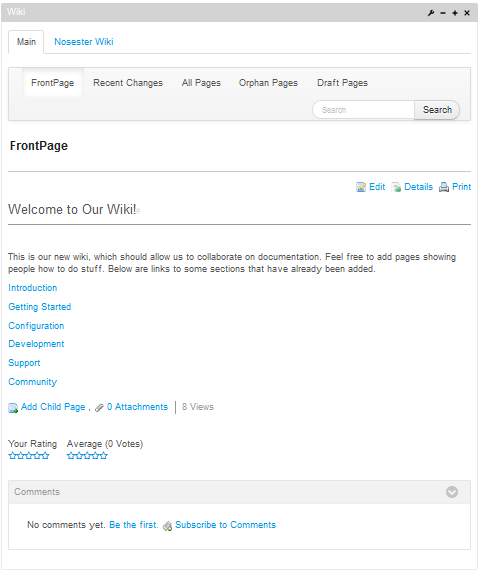 Wiki
Main Nosester Wiki
FrontPage Recent Changes All Pages Orphan Pages Draft Pages
Search Search
FrontPage
Edit Details Print
Welcome to Our Wiki!
This is our new wiki, which should allow us to collaborate on documentation. Feel free to add pages showing
people how to do stuff. Below are links to some sections that have already been added.
Introduction
Getting Started
Configuration
Development
Support
Community
Add Child Page , 0 Attachments | 8 Views
Your Rating Average (0 Votes)
Comments
No comments yet. Be the first. Subscribe to Comments